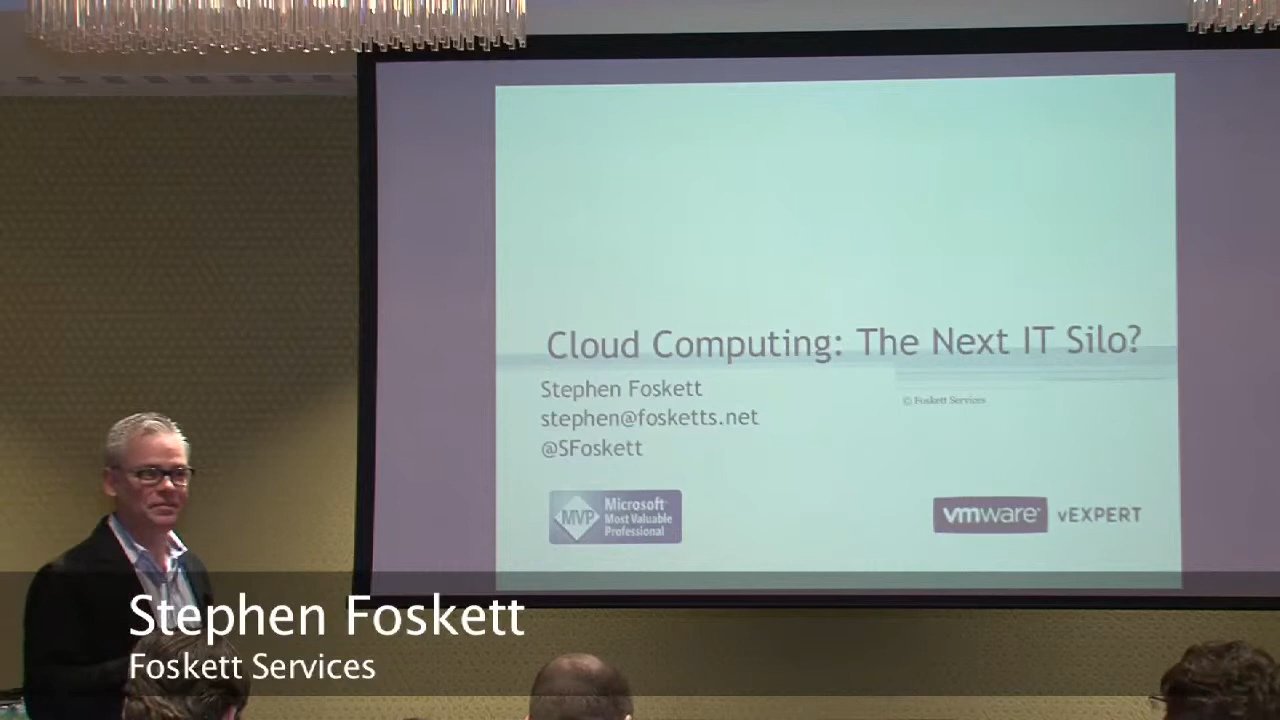 Cloud Computing: The Next IT Silo?
Stephen Foskett
stephen@fosketts.net
@SFoskett
© Foskett Services
MVP
Microsoft
Most Valuable
Professional
vmware vEXPERT
Stephen Foskett
Foskett Services